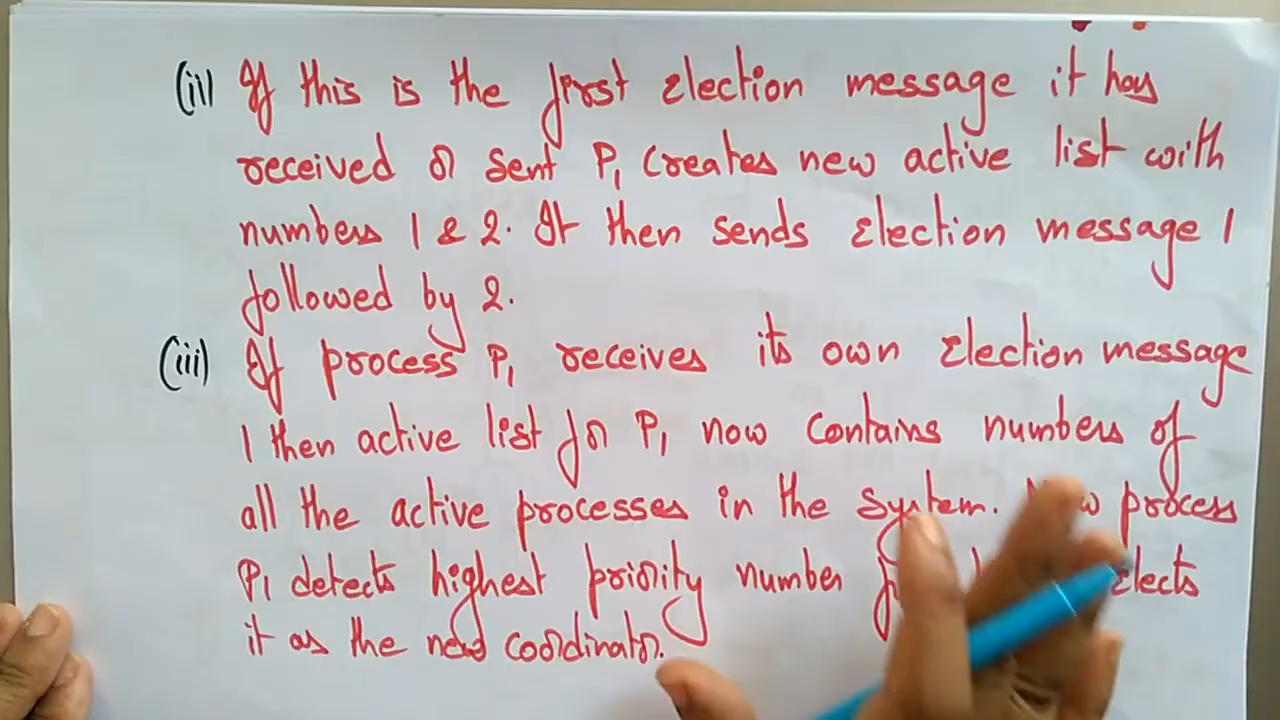 (ii) If this is the first election message it has
received or sent P1 creates new active list with
numbers 1 & 2. It then sends election message 1
followed by 2.
(iii) If process P1 receives its own election message
1 then active list for P1 now contains numbers of
all the active processes in the system. process
P1 detects highest priority number elects
it as the new coordinator.